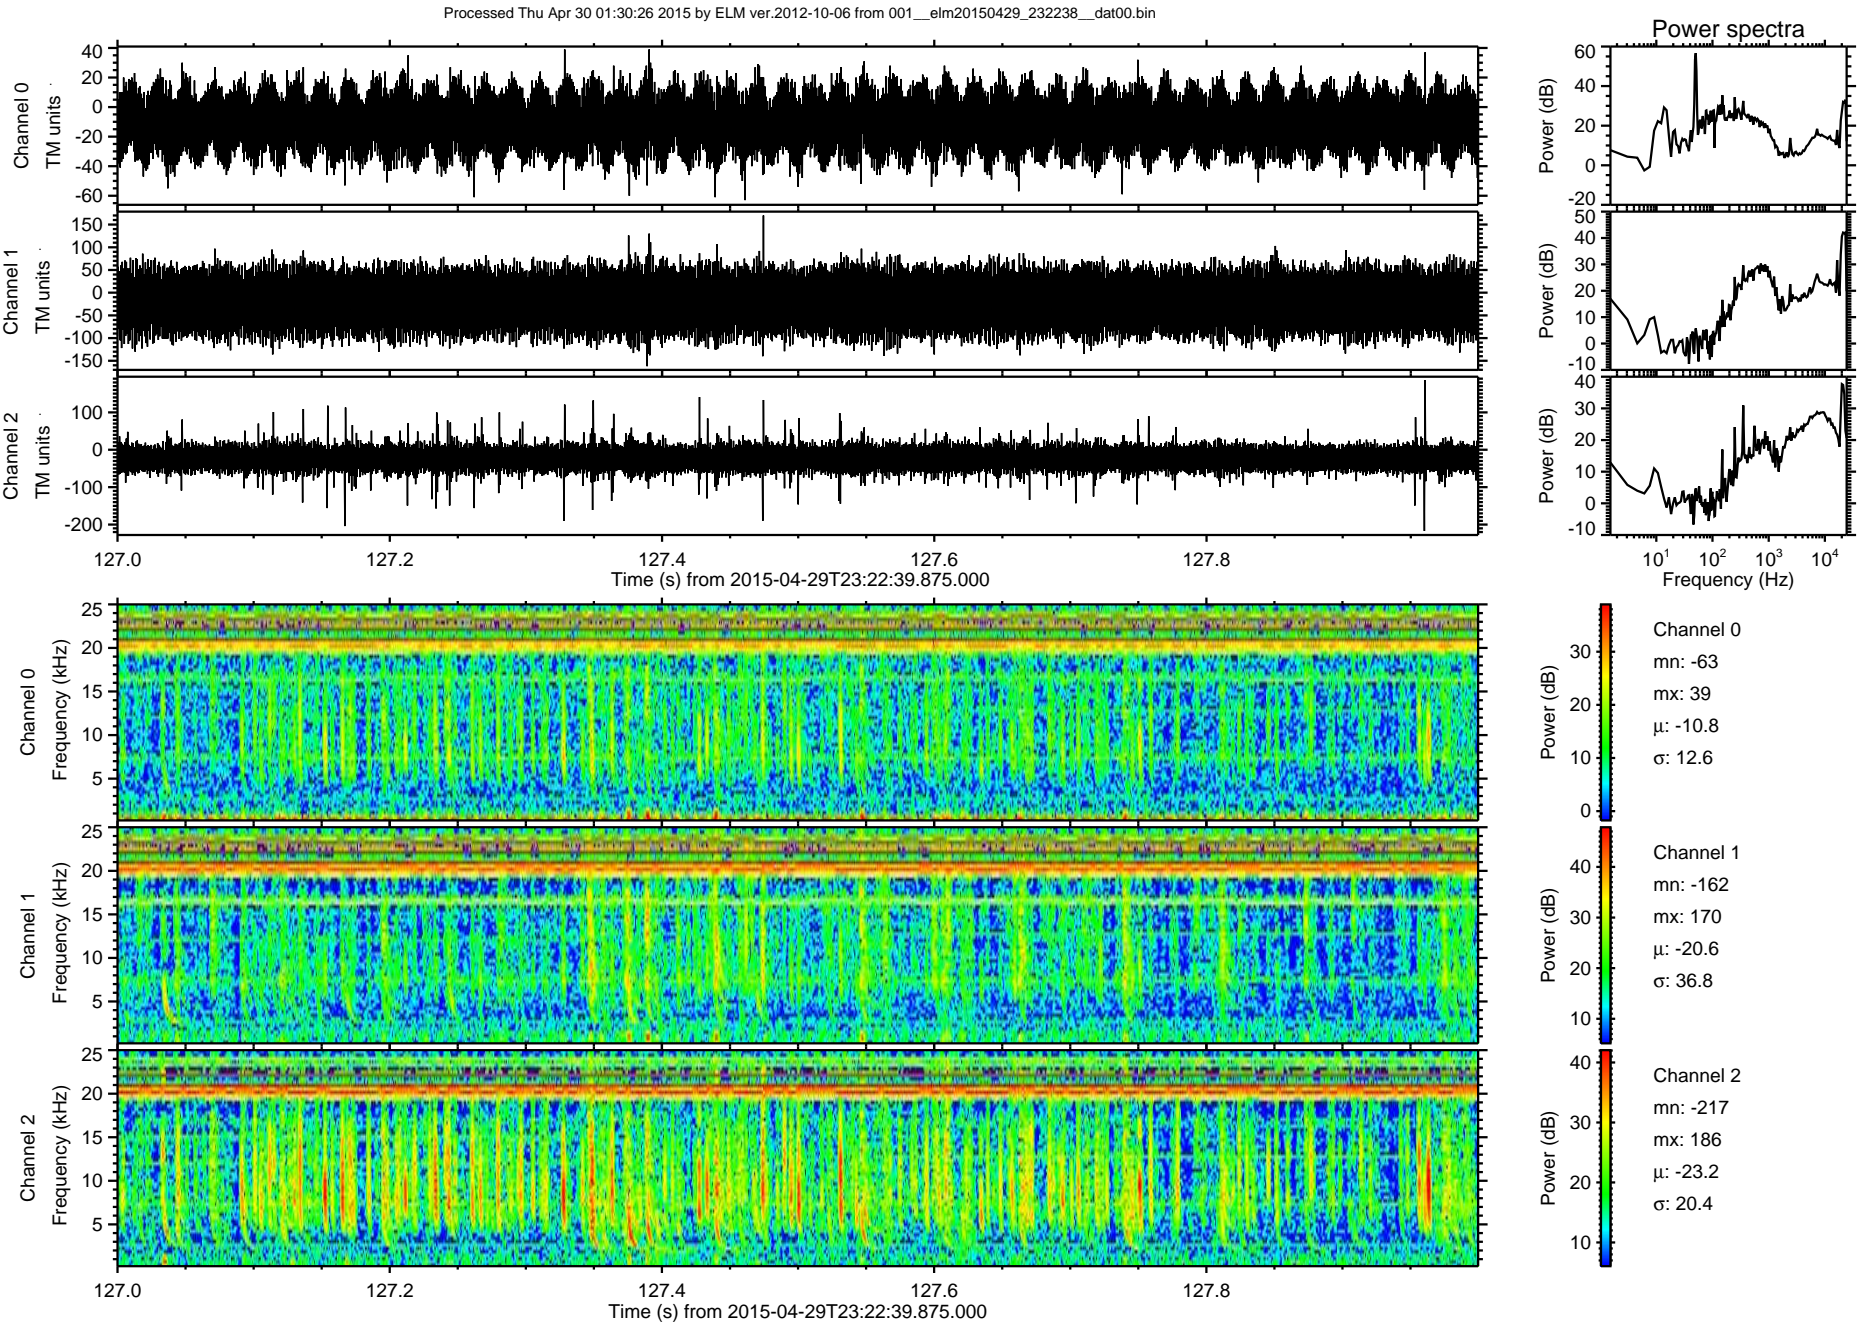 Processed Thu Apr 30 01:30:26 2015 by ELM ver.2012-10-06 from 001__elm20150429_232238__dat00.bin
Power spectra
Channel 0
TM units
40
20
0
-20
-40
-60
Power (dB)
60
40
20
0
-20
Channel 1
TM units
150
100
50
0
-50
-100
-150
Power (dB)
50
40
30
20
10
0
-10
Channel 2
TM units
100
0
-100
-200
Power (dB)
40
30
20
10
0
-10
127.0 127.2 127.4 127.6 127.8
Time (s) from 2015-04-29T23:22:39.875.000
10^1 10^2 10^3 10^4
Frequency (Hz)
Channel 0
Frequency (kHz)
25
20
15
10
5
Power (dB)
30
20
10
0
Channel 0
mn: -63
mx: 39
μ: -10.8
σ: 12.6
Channel 1
Frequency (kHz)
25
20
15
10
5
Power (dB)
40
30
20
10
Channel 1
mn: -162
mx: 170
μ: -20.6
σ: 36.8
Channel 2
Frequency (kHz)
25
20
15
10
5
Power (dB)
40
30
20
10
Channel 2
mn: -217
mx: 186
μ: -23.2
σ: 20.4
127.0 127.2 127.4 127.6 127.8
Time (s) from 2015-04-29T23:22:39.875.000